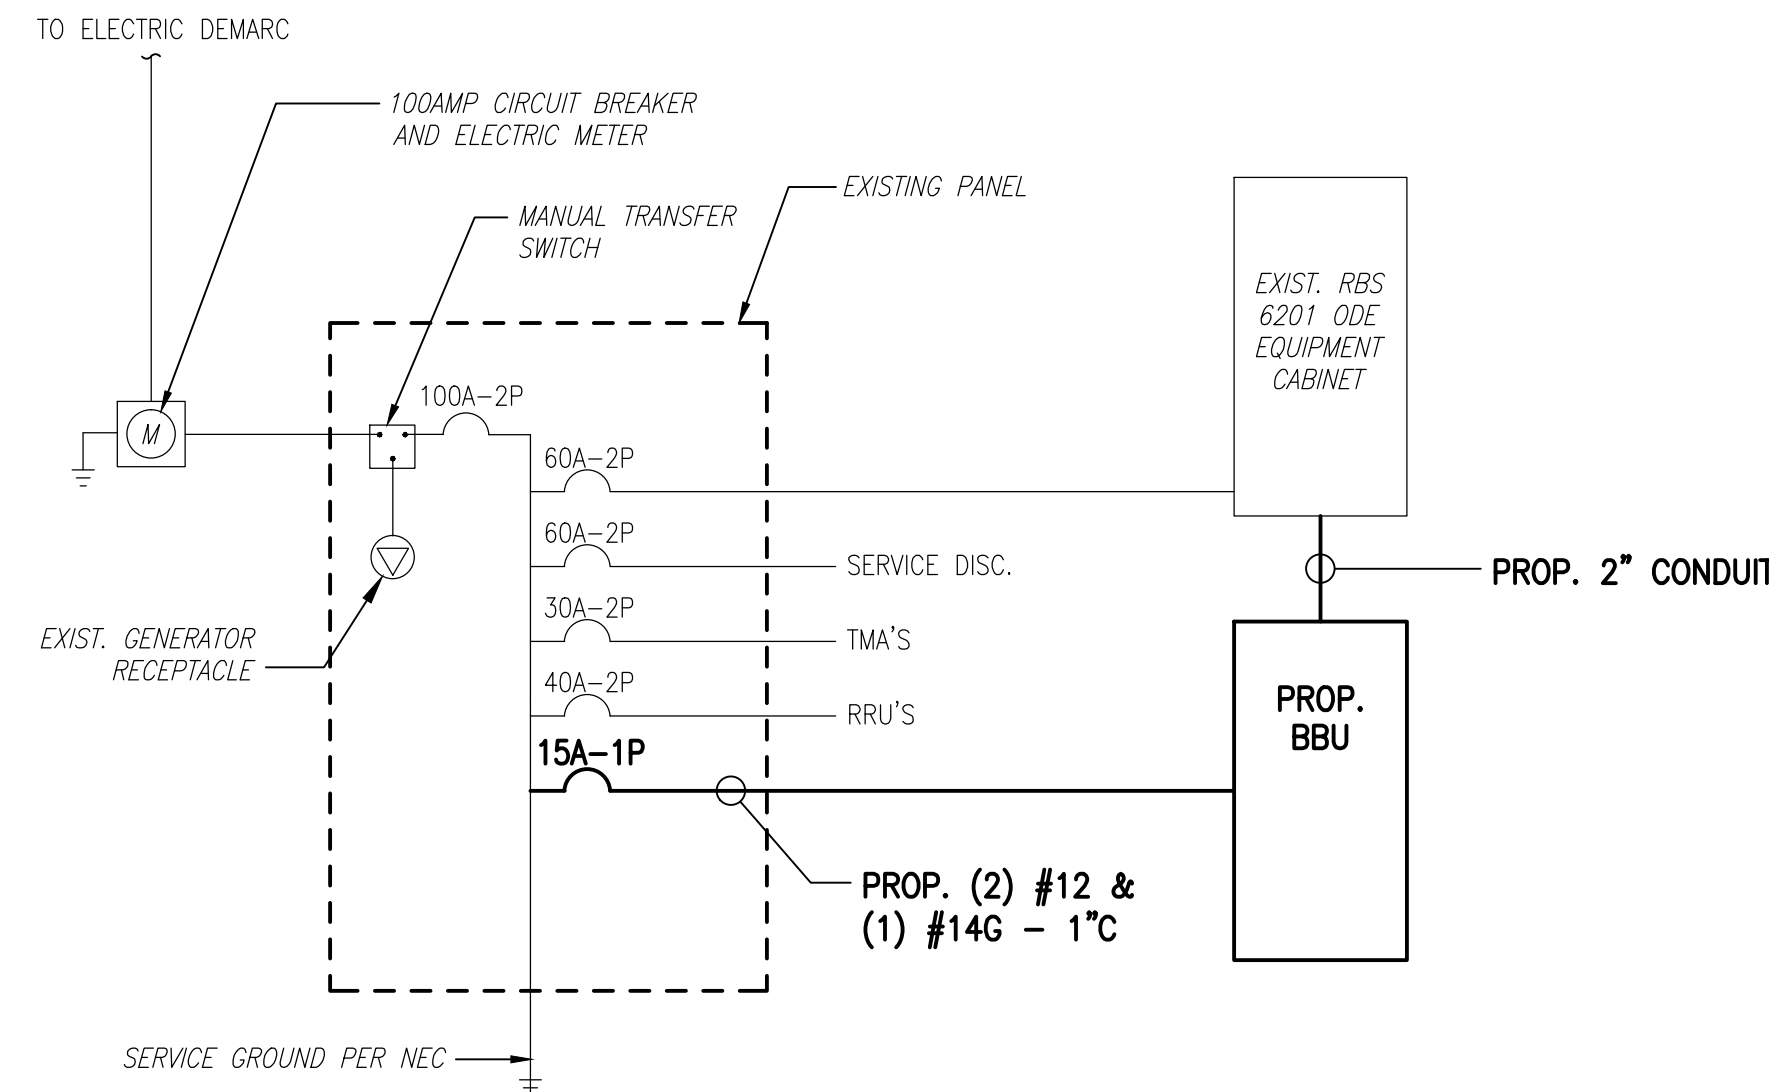 TO ELECTRIC DEMARC
100AMP CIRCUIT BREAKER
AND ELECTRIC METER
EXISTING PANEL
MANUAL TRANSFER
SWITCH
EXIST. RBS
6201 ODE
EQUIPMENT
CABINET
100A-2P
M
60A-2P
60A-2P
SERVICE DISC.
PROP. 2" CONDUIT
30A-2P
TMA'S
EXIST. GENERATOR
RECEPTACLE
40A-2P
RRU'S
PROP.
BBU
15A-1P
PROP. (2) #12 &
(1) #14G - 1"C
SERVICE GROUND PER NEC